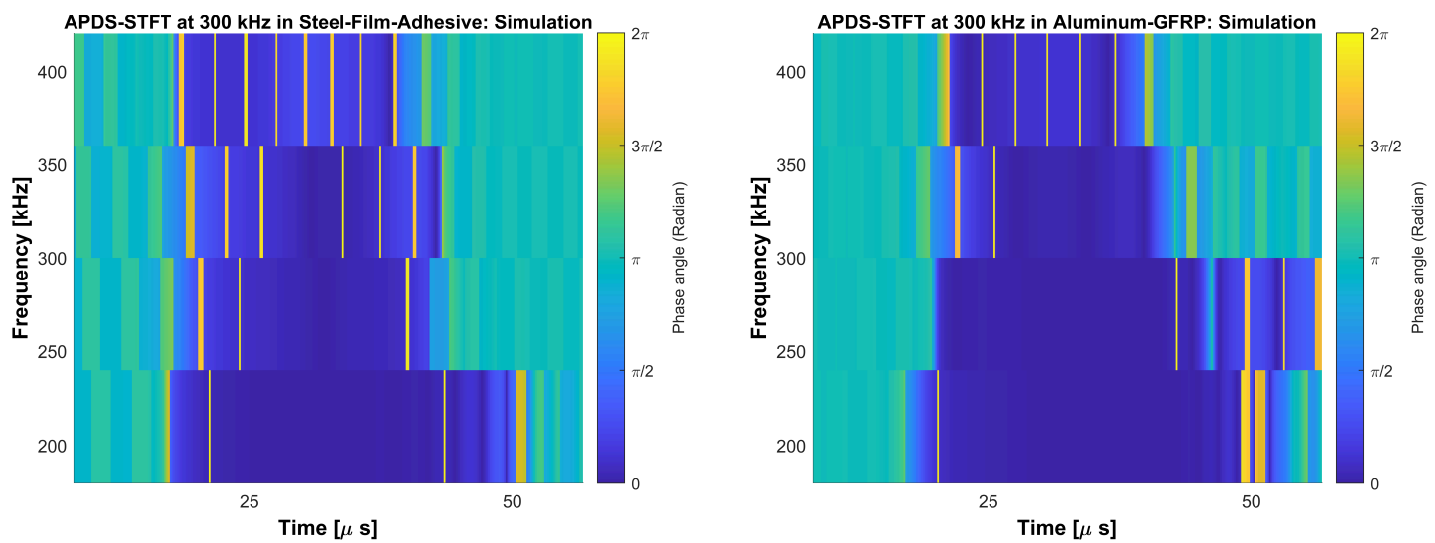 APDS-STFT at 300 kHz in Steel-Film-Adhesive: Simulation
400
350
300
250
200
25
50
Frequency [kHz]
Time [μ s]
2π
3π/2
π
π/2
0
Phase angle (Radian)
APDS-STFT at 300 kHz in Aluminum-GFRP: Simulation
400
350
300
250
200
25
50
Frequency [kHz]
Time [μ s]
2π
3π/2
π
π/2
0
Phase angle (Radian)